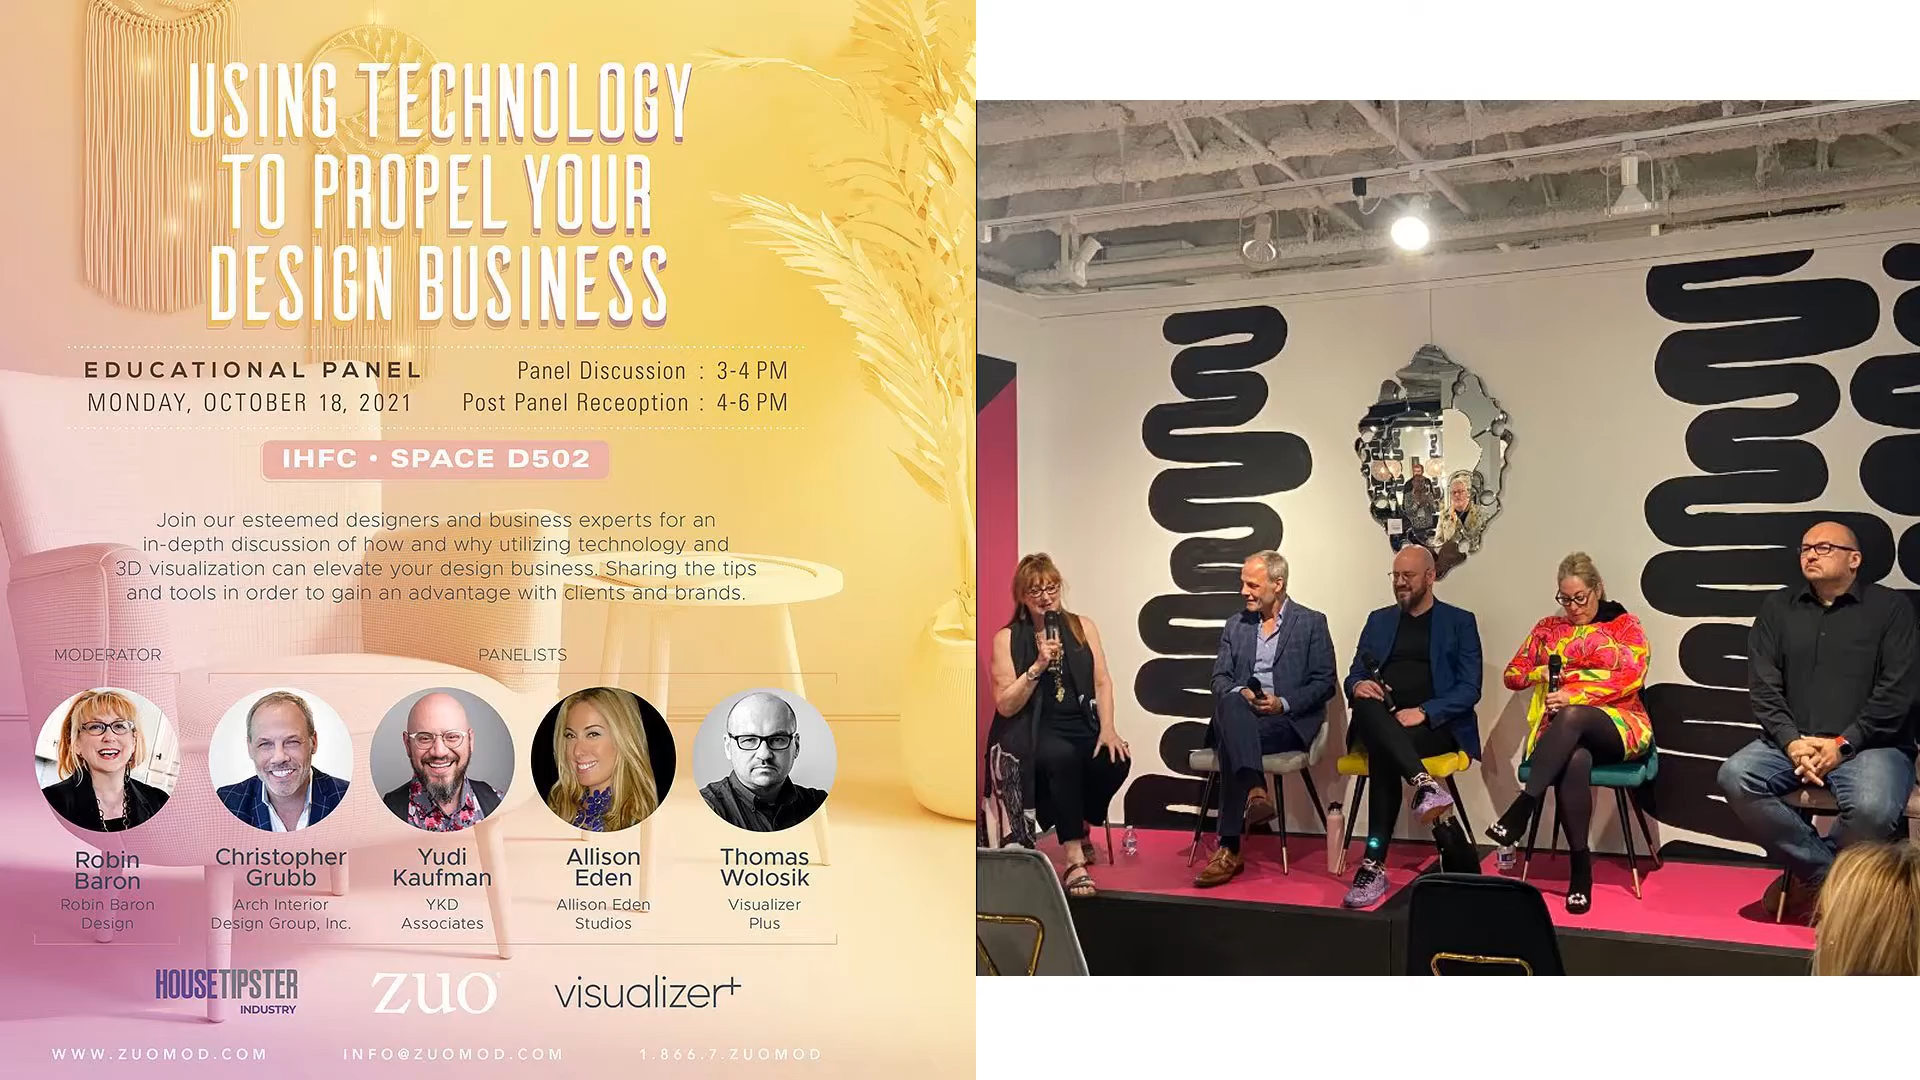 USING TECHNOLOGY
TO PROPEL YOUR
DESIGN BUSINESS
EDUCATIONAL PANEL
MONDAY, OCTOBER 18, 2021
Panel Discussion : 3-4 PM
Post Panel Receoption : 4-6 PM
IHFC • SPACE D502
Join our esteemed designers and business experts for an
in-depth discussion of how and why utilizing technology and
3D visualization can elevate your design business. Sharing the tips
and tools in order to gain an advantage with clients and brands.
MODERATOR
PANELISTS
Robin
Baron
Robin Baron
Design
Christopher
Grubb
Arch Interior
Design Group, Inc.
Yudi
Kaufman
YKD
Associates
Allison
Eden
Allison Eden
Studios
Thomas
Wolosik
Visualizer
Plus
HOUSETIPSTER
INDUSTRY
zuo
visualizer+
WWW.ZUOMOD.COM
INFO@ZUOMOD.COM
1.866.7.ZUOMOD